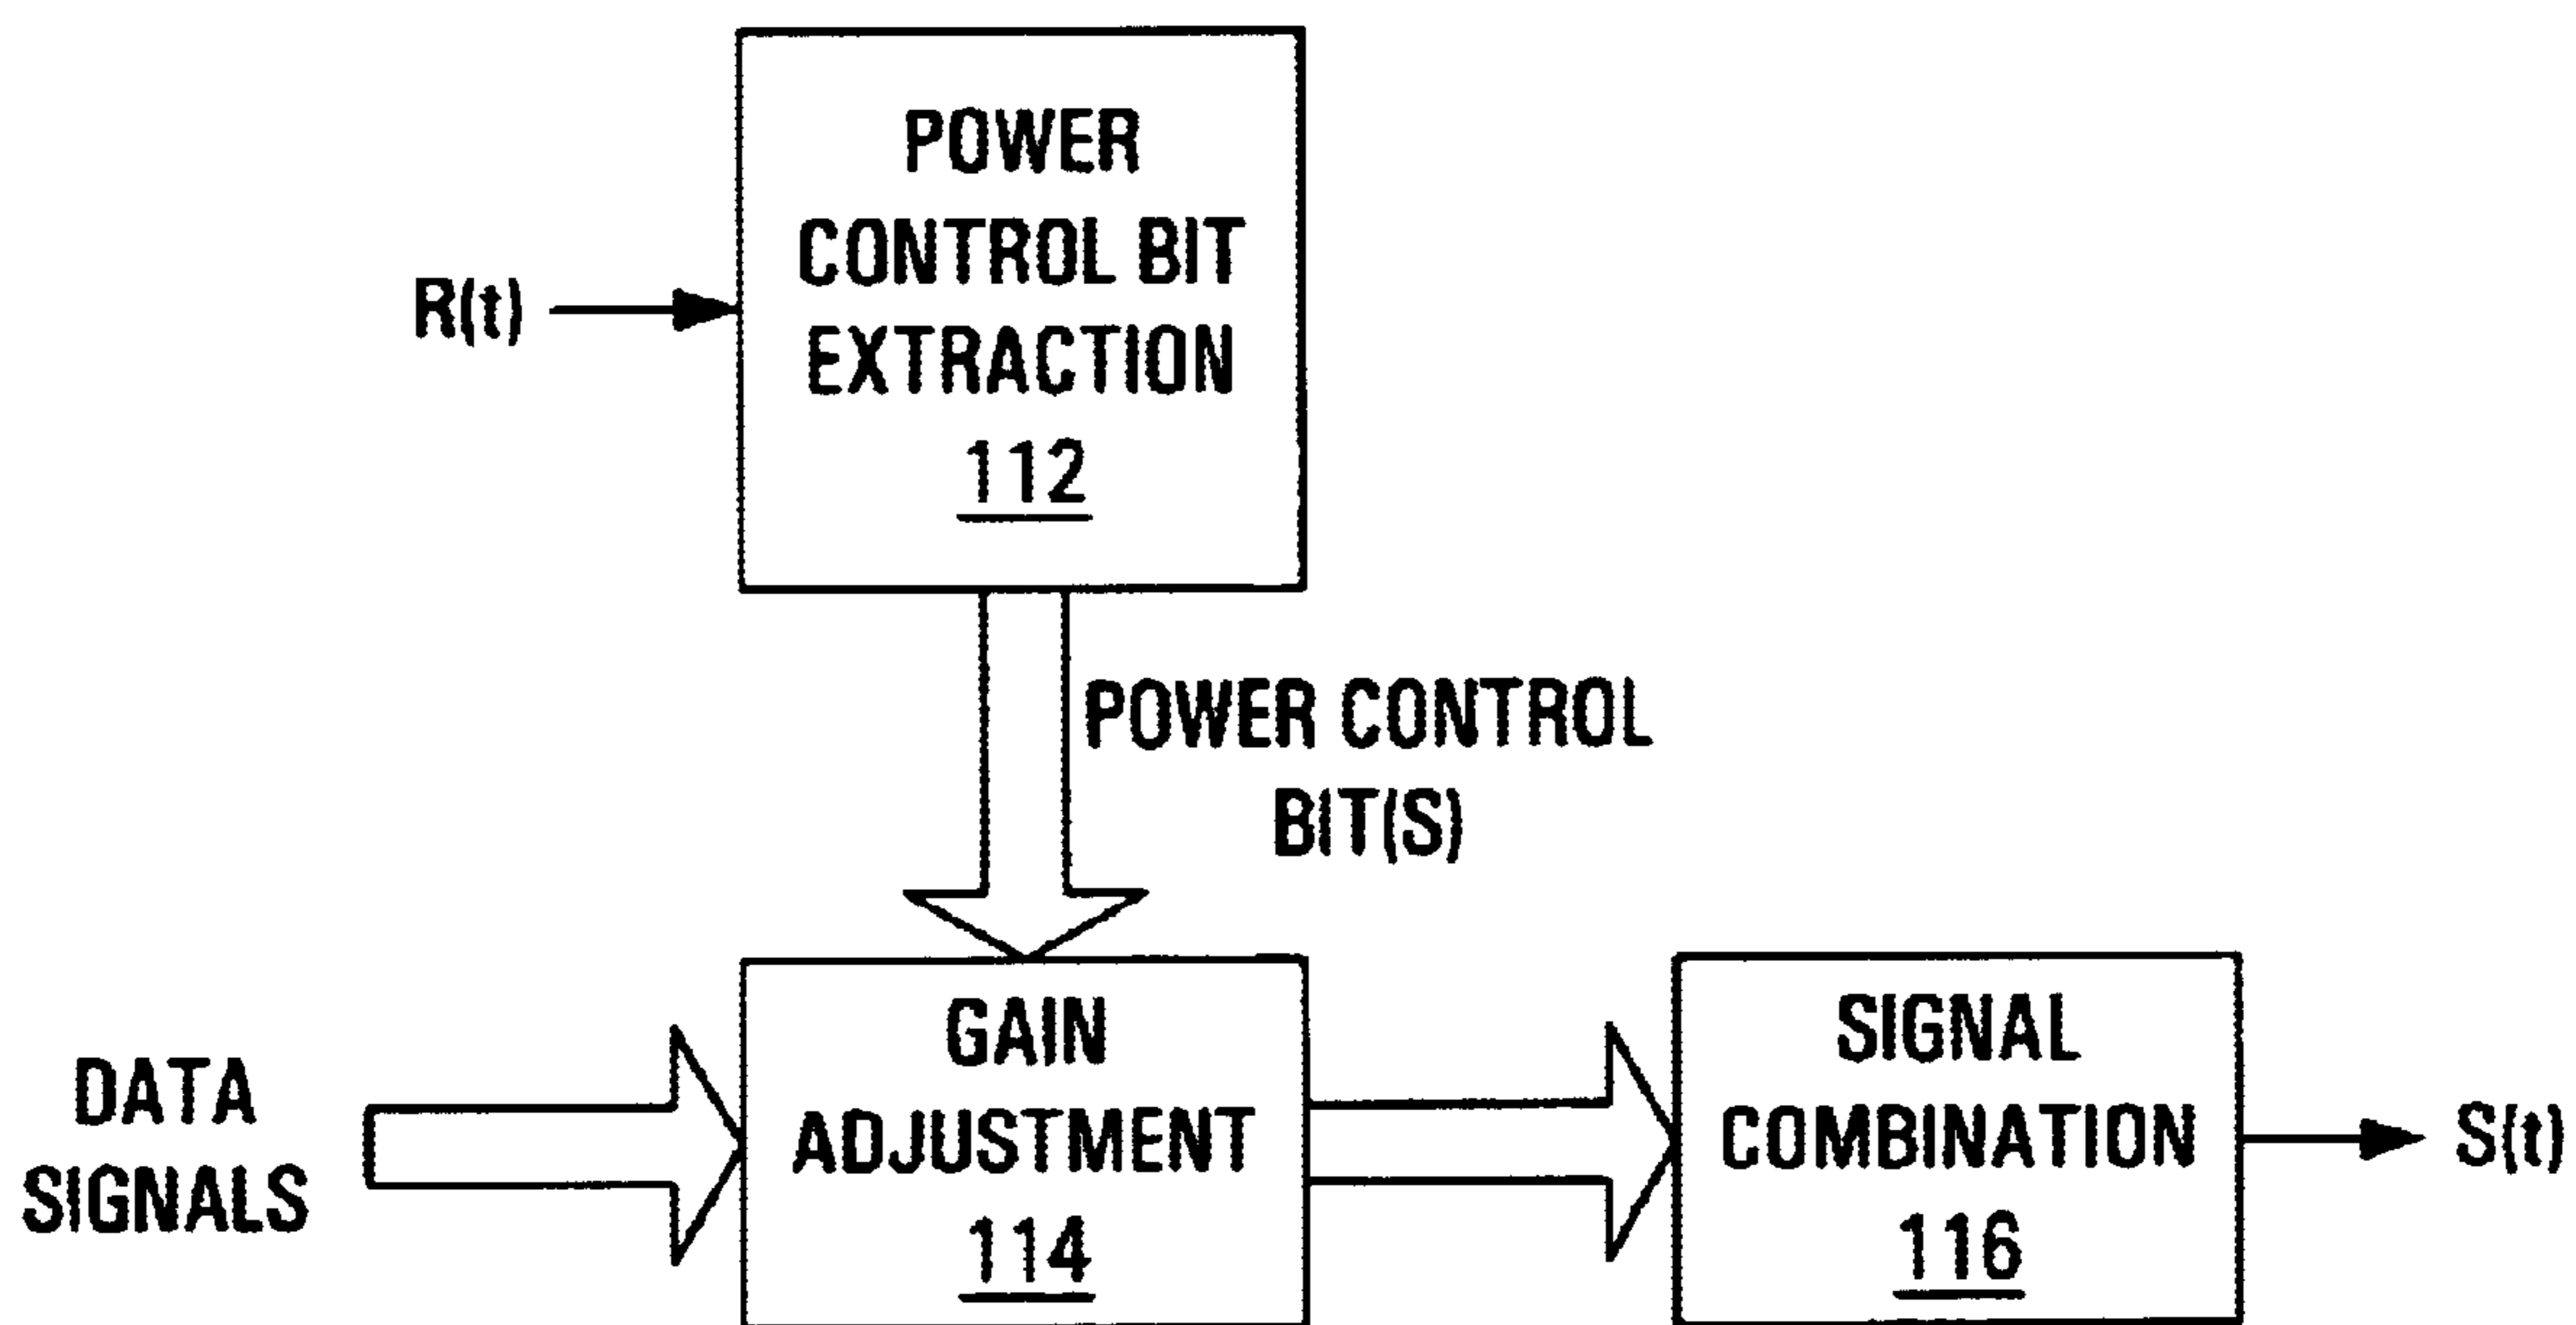 POWER
CONTROL BIT
EXTRACTION
112
R(t)
POWER CONTROL
BIT(S)
DATA
SIGNALS
GAIN
ADJUSTMENT
114
SIGNAL
COMBINATION
116
S(t)